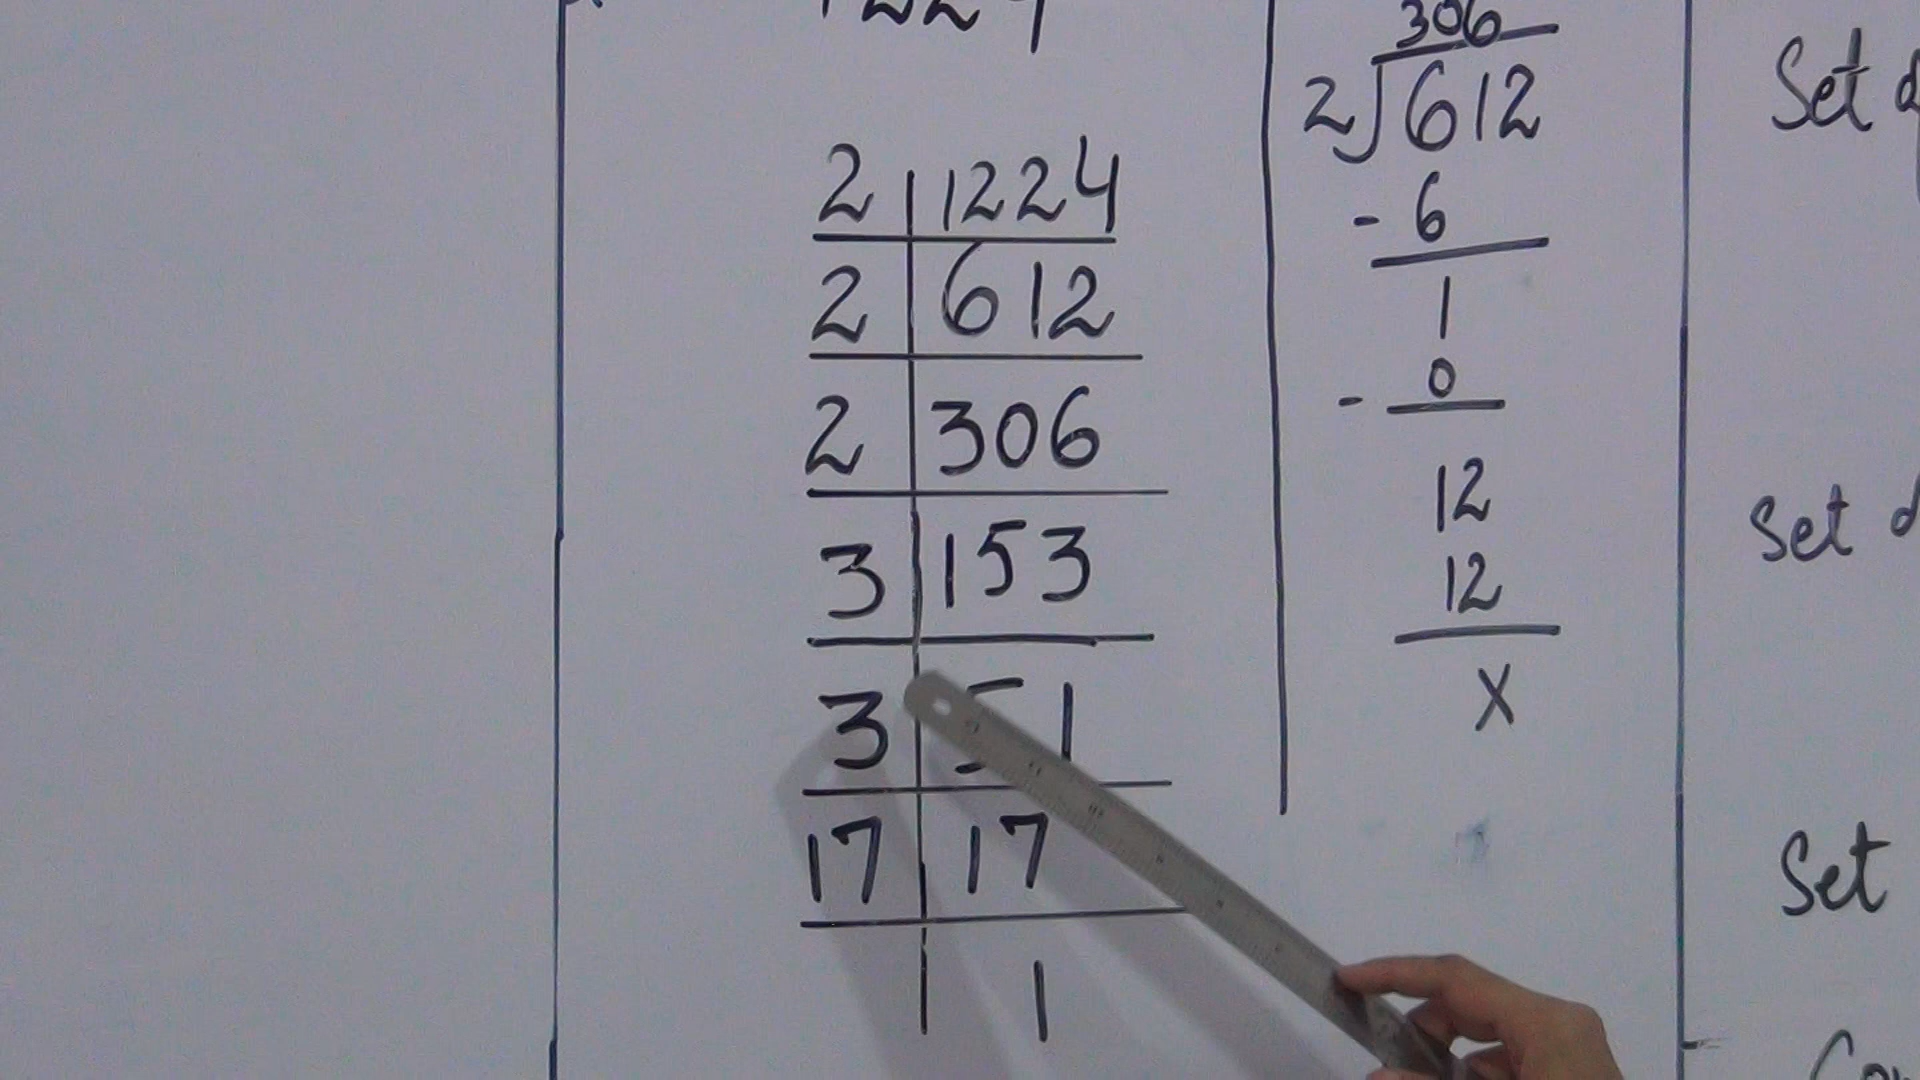 1224
2 | 1224
2 | 612
2 | 306
3 | 153
3 | 51
17 | 17
1
306
2)612
- 6
1
- 0
12
12
x
Set
Set
Set